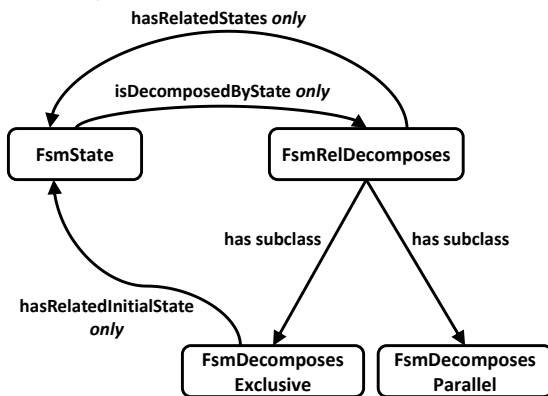 hasRelatedStates only
isDecomposedByState only
FsmState
FsmRelDecomposes
has subclass
has subclass
hasRelatedInitialState
only
FsmDecomposes
Exclusive
FsmDecomposes
Parallel